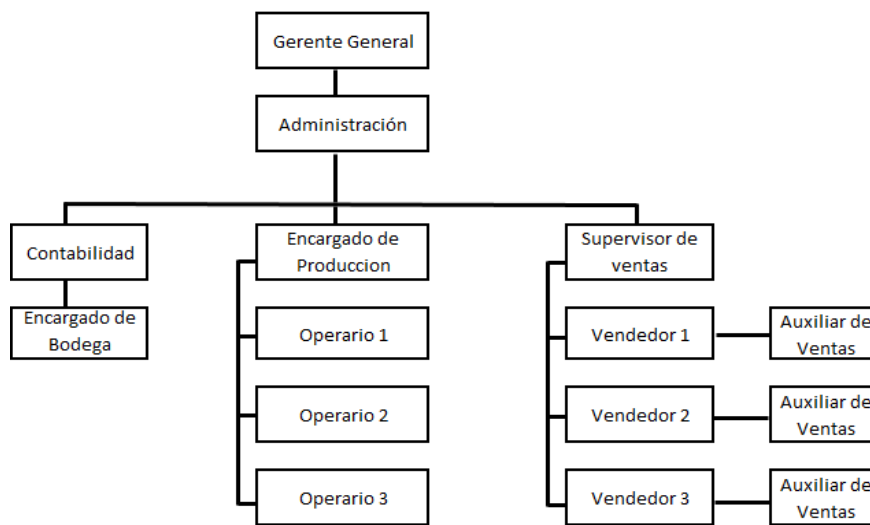 Gerente General
Administración
Contabilidad
Encargado de
Bodega
Encargado de
Produccion
Operario 1
Operario 2
Operario 3
Supervisor de
ventas
Vendedor 1
Auxiliar de
Ventas
Vendedor 2
Auxiliar de
Ventas
Vendedor 3
Auxiliar de
Ventas